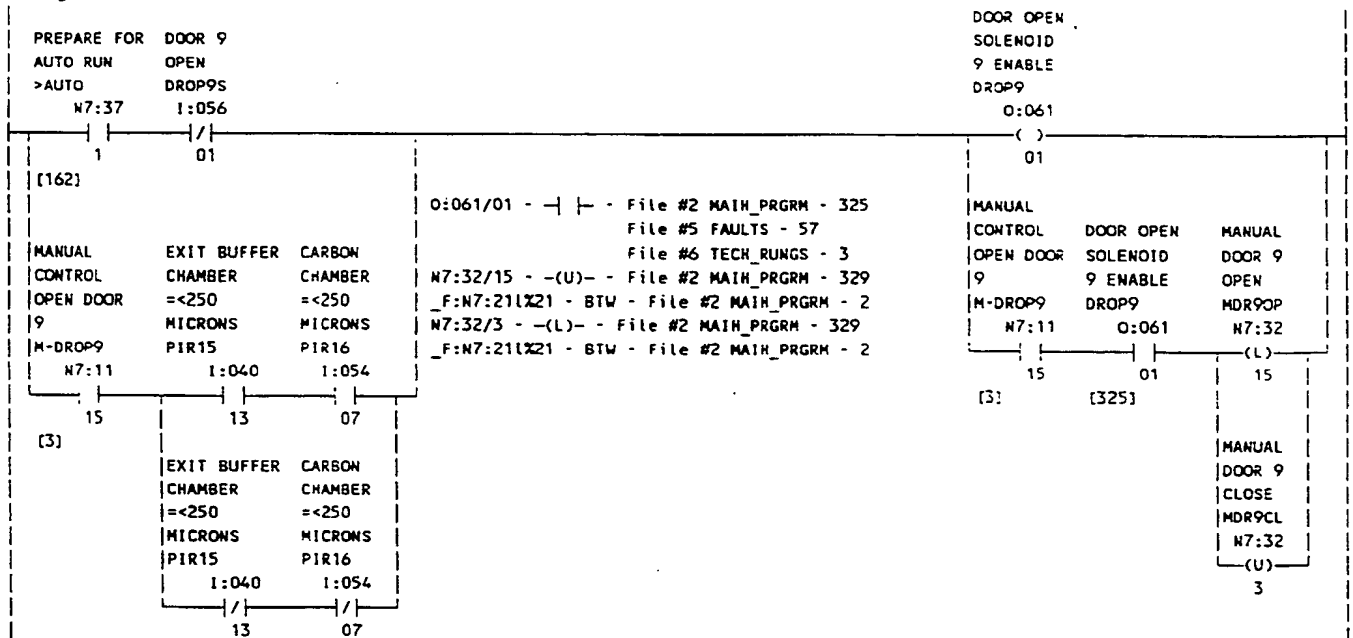 DOOR OPEN
PREPARE FOR DOOR 9 SOLENOID
AUTO RUN OPEN 9 ENABLE
>AUTO DROP9S DROP9
N7:37 I:056 O:061
1 01 01
[162]
O:061/01 - -| |- - File #2 MAIN_PRGRM - 325 MANUAL
File #5 FAULTS - 57 CONTROL DOOR OPEN MANUAL
MANUAL EXIT BUFFER CARBON File #6 TECH_RUNGS - 3 OPEN DOOR SOLENOID DOOR 9
CONTROL CHAMBER CHAMBER N7:32/15 - -(U)- - File #2 MAIN_PRGRM - 329 9 9 ENABLE OPEN
OPEN DOOR =<250 =<250 _F:N7:211%21 - BTW - File #2 MAIN_PRGRM - 2 M-DROP9 DROP9 MDR9OP
9 MICRONS MICRONS N7:32/3 - -(L)- - File #2 MAIN_PRGRM - 329 N7:11 O:061 N7:32
M-DROP9 PIR15 PIR16 _F:N7:211%21 - BTW - File #2 MAIN_PRGRM - 2 (L)
N7:11 I:040 I:054 15 01 15
15 13 07 [3] [325]
[3] MANUAL
EXIT BUFFER CARBON DOOR 9
CHAMBER CHAMBER CLOSE
=<250 =<250 MDR9CL
MICRONS MICRONS N7:32
PIR15 PIR16 (U)
I:040 I:054 3
13 07